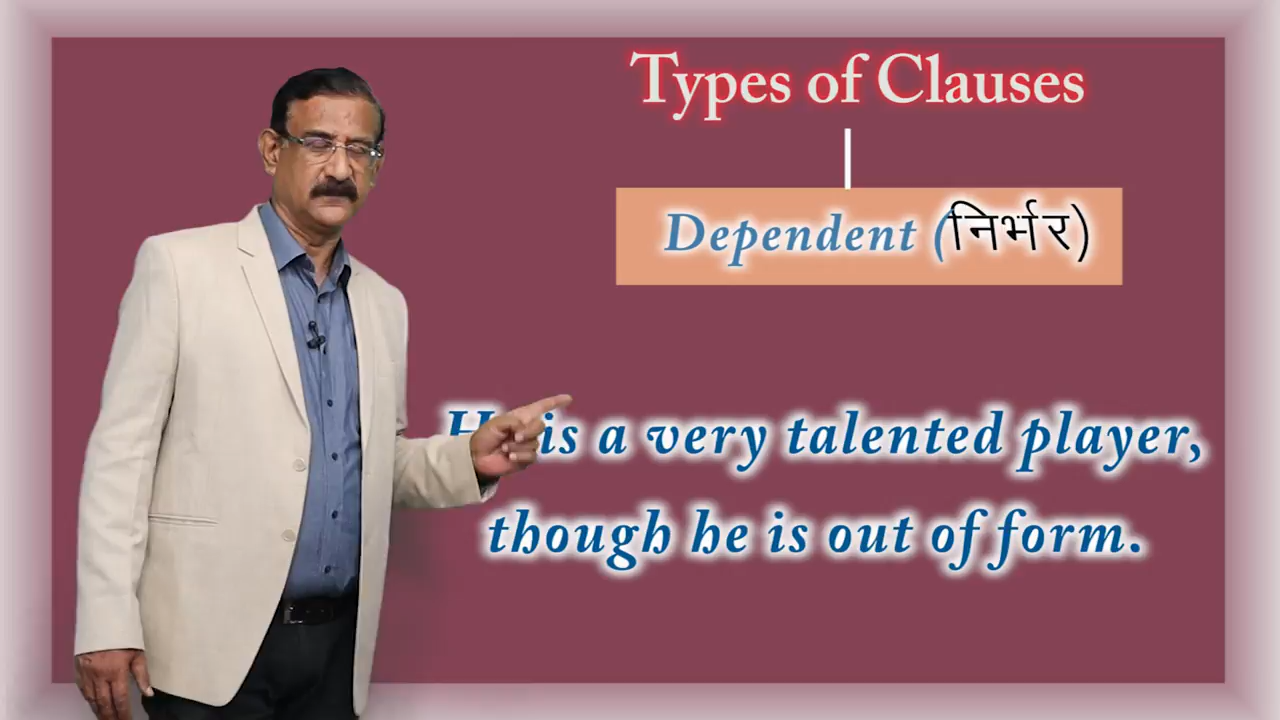 Types of Clauses
Dependent (निर्भर)
is a very talented player,
though he is out of form.